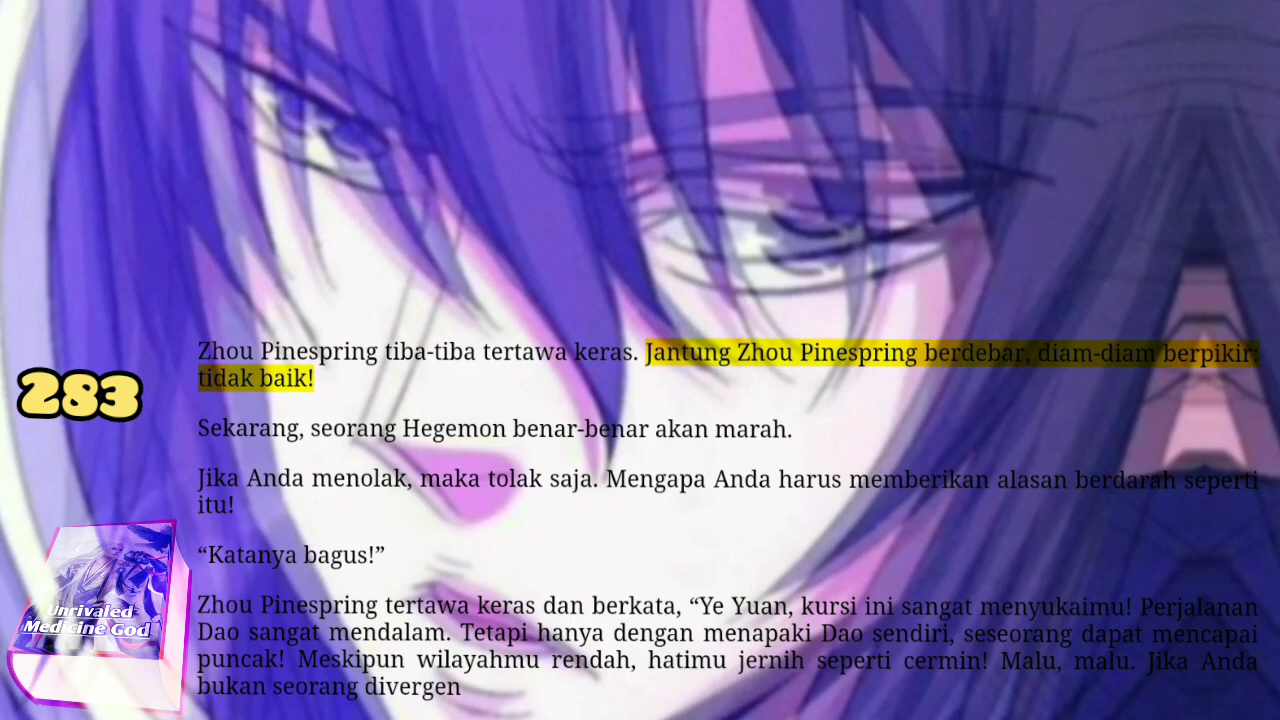 Zhou Pinespring tiba-tiba tertawa keras. Jantung Zhou Pinespring berdebar, diam-diam berpikir:
tidak baik!
283
Sekarang, seorang Hegemon benar-benar akan marah.
Jika Anda menolak, maka tolak saja. Mengapa Anda harus memberikan alasan berdarah seperti
itu!
“Katanya bagus!”
Zhou Pinespring tertawa keras dan berkata, “Ye Yuan, kursi ini sangat menyukaimu! Perjalanan
Dao sangat mendalam. Tetapi hanya dengan menapaki Dao sendiri, seseorang dapat mencapai
puncak! Meskipun wilayahmu rendah, hatimu jernih seperti cermin! Malu, malu. Jika Anda
bukan seorang divergen
Unrivaled
Medicine God